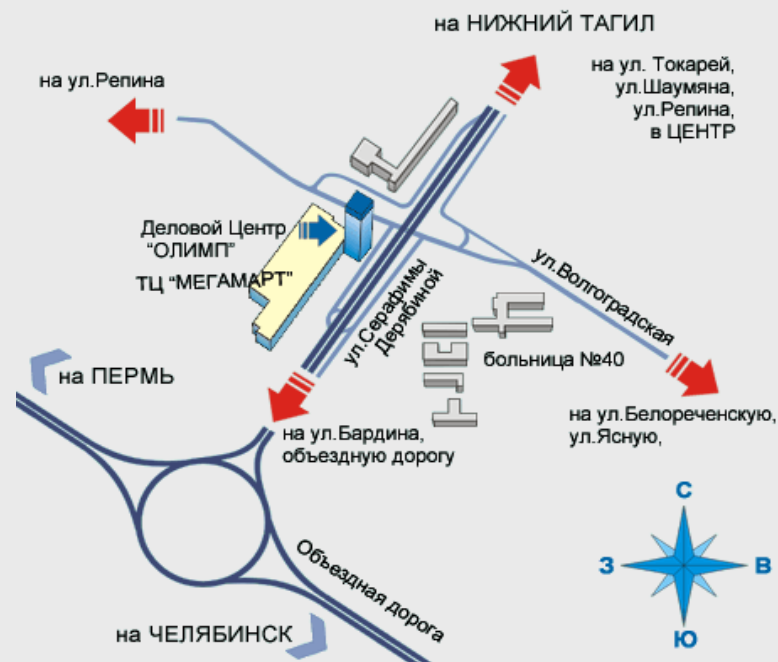 на НИЖНИЙ ТАГИЛ
на ул. Токарей,
ул.Шаумяна,
ул.Репина,
в ЦЕНТР
на ул.Репина
Деловой Центр
"ОЛИМП"
ТЦ "МЕГАМАРТ"
ул.Серафимы
Дерябиной
ул.Волгоградская
больница №40
на ПЕРМЬ
на ул.Бардина,
объездную дорогу
на ул.Белореченскую,
ул.Ясную,
Объездная дорога
на ЧЕЛЯБИНСК
С
З
В
Ю